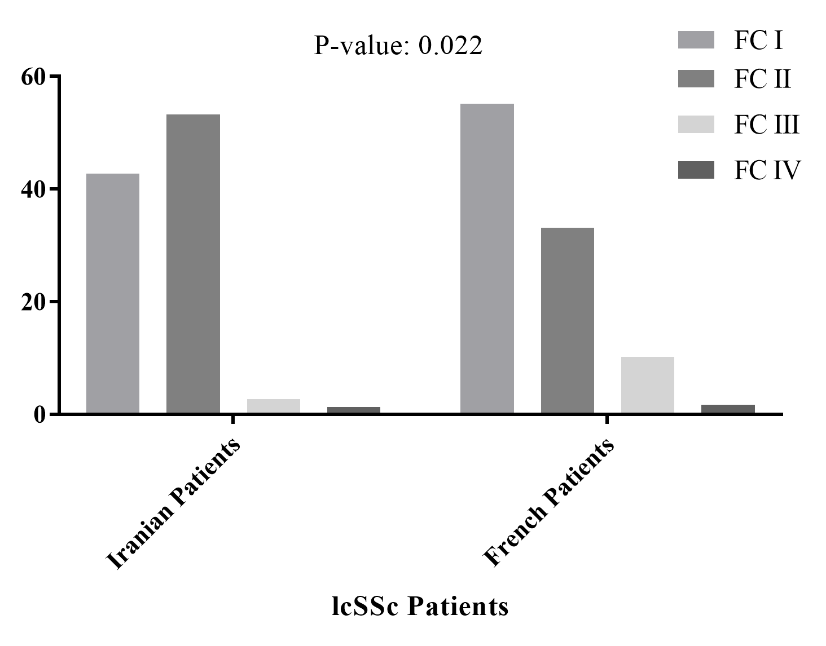 P-value: 0.022
FC I
FC II
FC III
FC IV
60
40
20
0
Iranian Patients
French Patients
lcSSc Patients